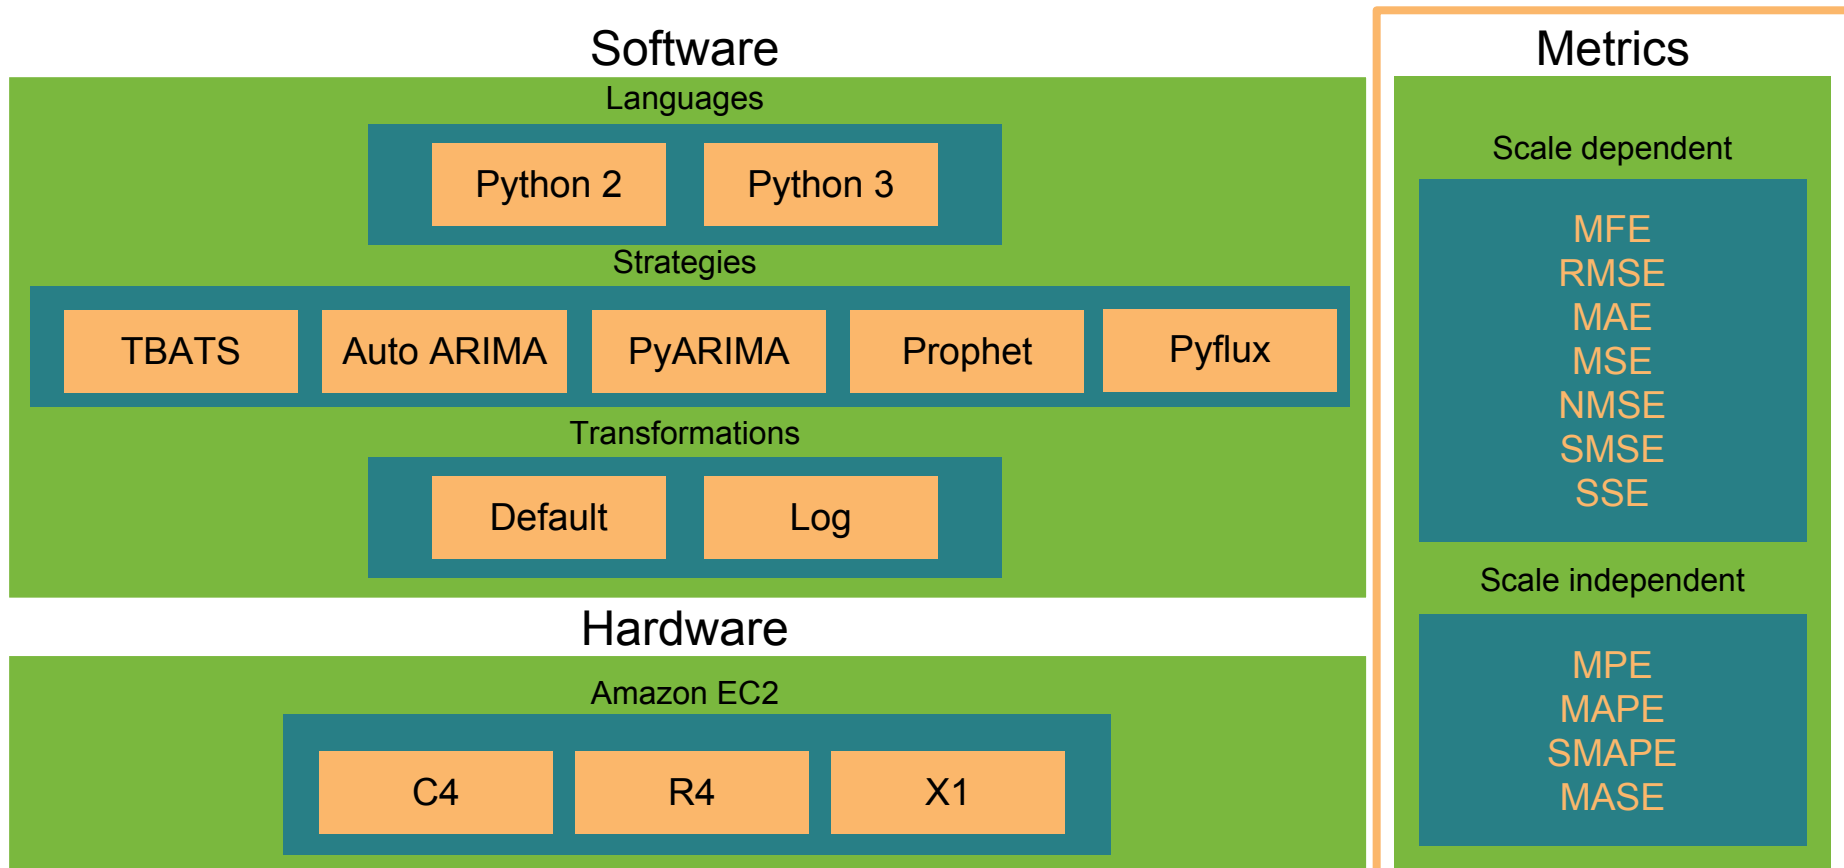 Software
Languages
Python 2 Python 3
Strategies
TBATS Auto ARIMA PyARIMA Prophet Pyflux
Transformations
Default Log
Hardware
Amazon EC2
C4 R4 X1
Metrics
Scale dependent
MFE
RMSE
MAE
MSE
NMSE
SMSE
SSE
Scale independent
MPE
MAPE
SMAPE
MASE